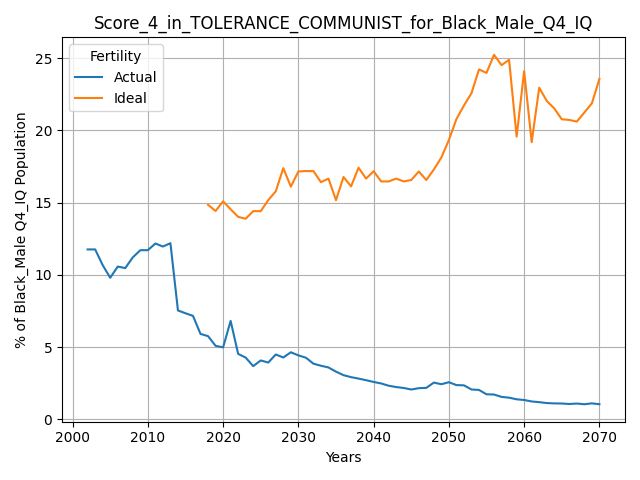 Score_4_in_TOLERANCE_COMMUNIST_for_Black_Male_Q4_IQ
Fertility
Actual
Ideal
% of Black_Male Q4_IQ Population
25
20
15
10
5
0
2000 2010 2020 2030 2040 2050 2060 2070
Years